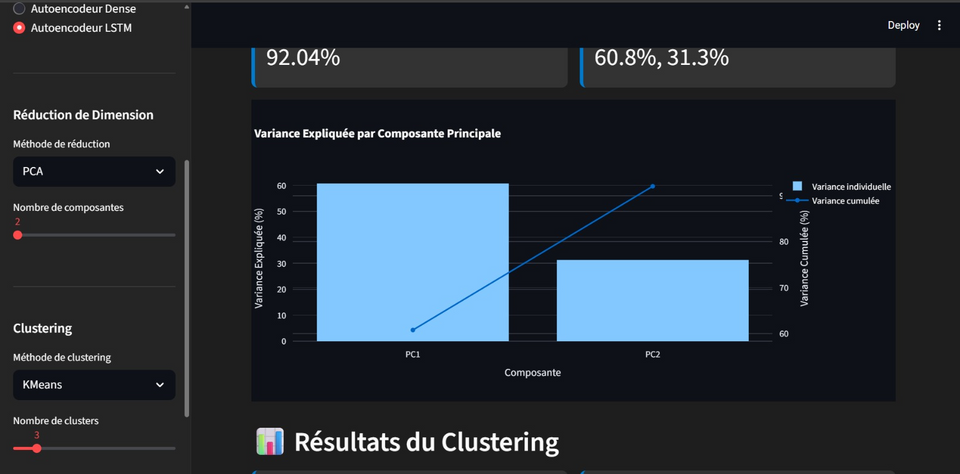 Autoencodeur Dense
Autoencodeur LSTM
Réduction de Dimension
Méthode de réduction
PCA
Nombre de composantes
2
Clustering
Méthode de clustering
KMeans
Nombre de clusters
3
Deploy
92.04%
60.8%, 31.3%
Variance Expliquée par Composante Principale
Variance Expliquée (%)
60
50
40
30
20
10
0
PC1
PC2
Composante
80
70
60
Variance Cumulée (%)
Variance individuelle
Variance cumulée
📊 Résultats du Clustering